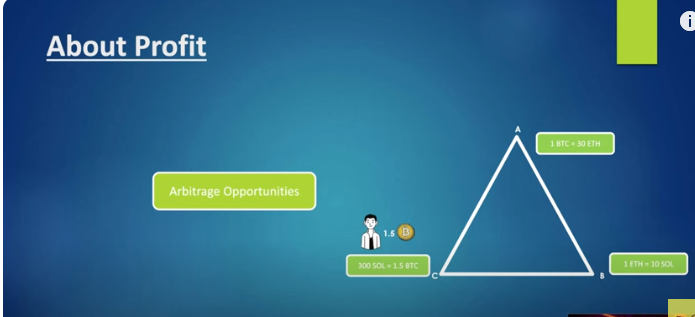 About Profit
A
1 BTC = 30 ETH
Arbitrage Opportunities
1.5
300 SOL = 1.5 BTC
C
B
1 ETH = 10 SOL